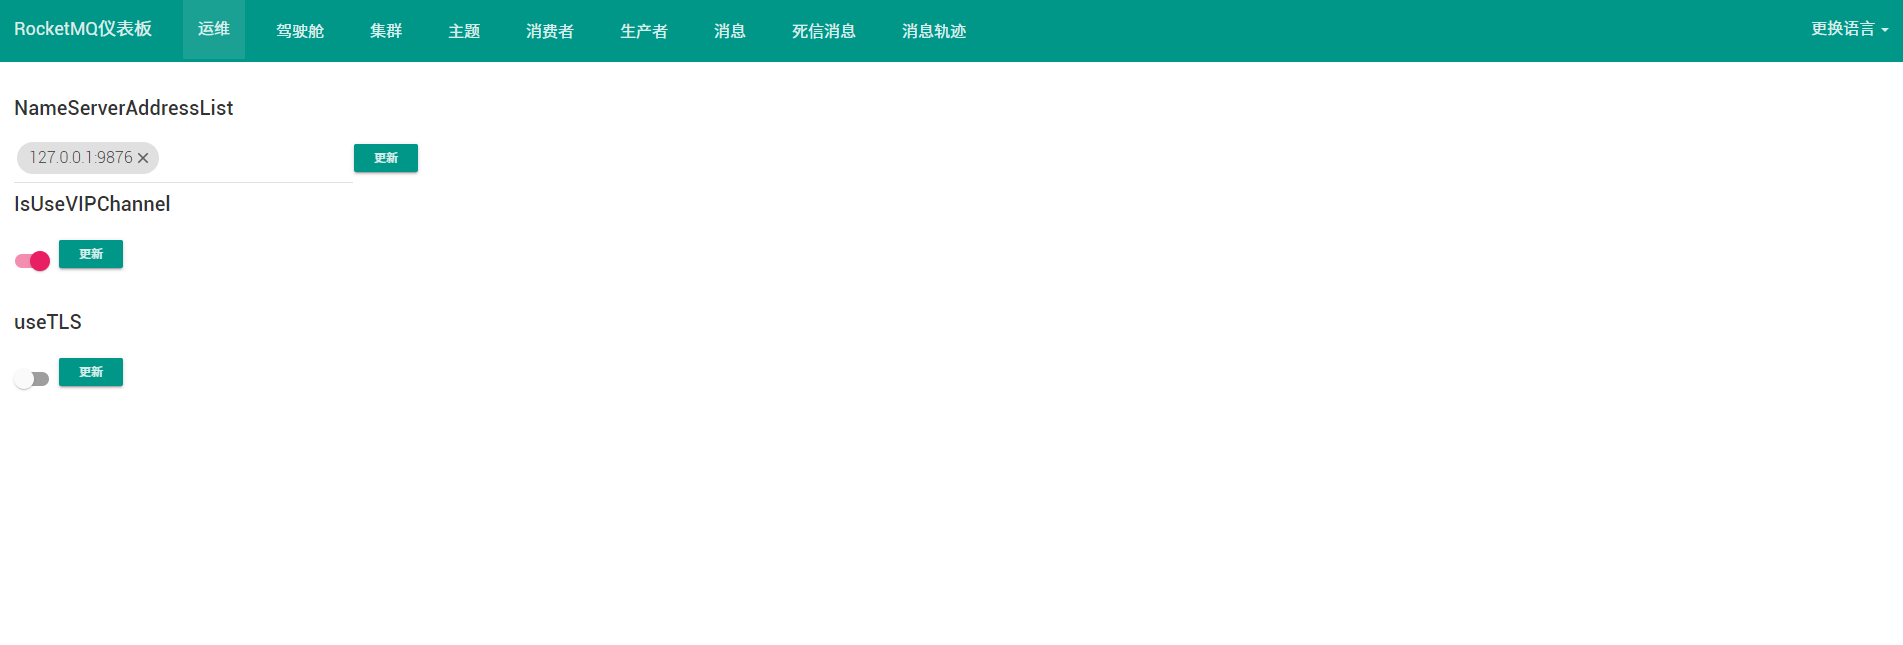 RocketMQ仪表板 运维 驾驶舱 集群 主题 消费者 生产者 消息 死信消息 消息轨迹 更换语言
NameServerAddressList
127.0.0.1:9876 更新
IsUseVIPChannel
更新
useTLS
更新